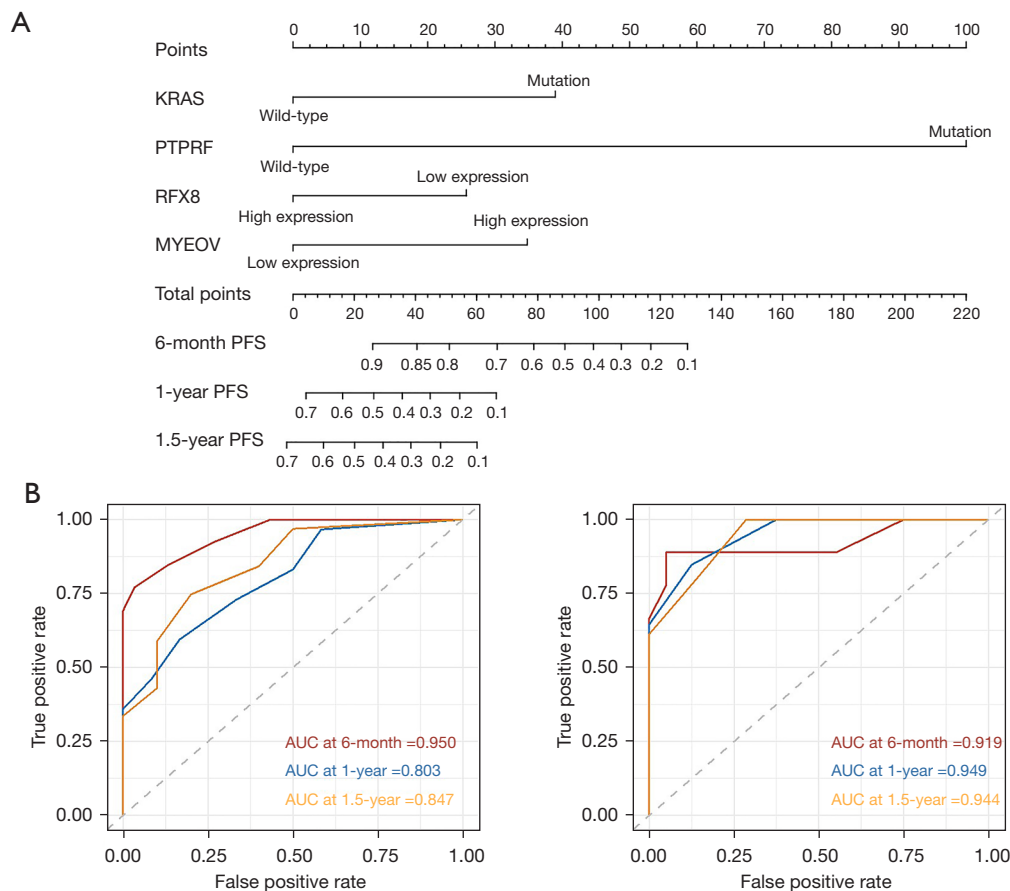 A
Points
0 10 20 30 40 50 60 70 80 90 100
KRAS
Mutation
Wild-type
PTPRF
Mutation
Wild-type
RFX8
Low expression
High expression
MYEOV
High expression
Low expression
Total points
0 20 40 60 80 100 120 140 160 180 200 220
6-month PFS
0.9 0.85 0.8 0.7 0.6 0.5 0.4 0.3 0.2 0.1
1-year PFS
0.7 0.6 0.5 0.4 0.3 0.2 0.1
1.5-year PFS
0.7 0.6 0.5 0.4 0.3 0.2 0.1
B
True positive rate
1.00
0.75
0.50
0.25
0.00
AUC at 6-month =0.950
AUC at 1-year =0.803
AUC at 1.5-year =0.847
0.00 0.25 0.50 0.75 1.00
False positive rate
True positive rate
1.00
0.75
0.50
0.25
0.00
AUC at 6-month =0.919
AUC at 1-year =0.949
AUC at 1.5-year =0.944
0.00 0.25 0.50 0.75 1.00
False positive rate